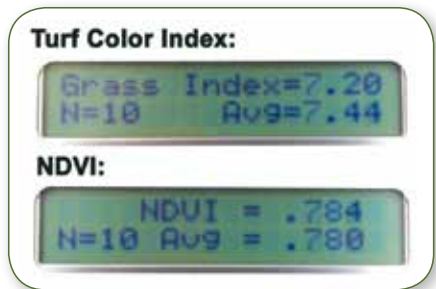 Turf Color Index:
Grass Index=7.20
N=10 Avg=7.44
NDVI:
NDVI = .784
N=10 Avg = .780